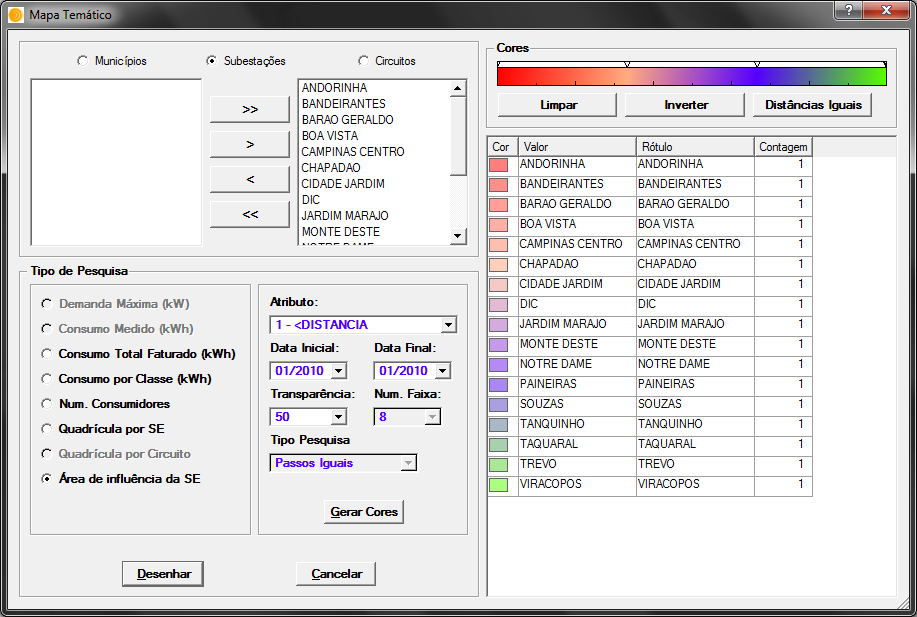 Mapa Temático
?
Municípios
Subestações
Circuitos
>>
>
<
<<
ANDORINHA
BANDEIRANTES
BARAO GERALDO
BOA VISTA
CAMPINAS CENTRO
CHAPADAO
CIDADE JARDIM
DIC
JARDIM MARAJO
MONTE DESTE
NOTRE DAME
Tipo de Pesquisa
Demanda Máxima (kW)
Consumo Medido (kWh)
Consumo Total Faturado (kWh)
Consumo por Classe (kWh)
Num. Consumidores
Quadrícula por SE
Quadrícula por Circuito
Área de influência da SE
Atributo:
1 - <DISTANCIA
Data Inicial: Data Final:
01/2010 01/2010
Transparência: Num. Faixa:
50 8
Tipo Pesquisa
Passos Iguais
Gerar Cores
Desenhar
Cancelar
Cores
Limpar
Inverter
Distâncias Iguais
Cor Valor Rótulo Contagem
ANDORINHA ANDORINHA 1
BANDEIRANTES BANDEIRANTES 1
BARAO GERALDO BARAO GERALDO 1
BOA VISTA BOA VISTA 1
CAMPINAS CENTRO CAMPINAS CENTRO 1
CHAPADAO CHAPADAO 1
CIDADE JARDIM CIDADE JARDIM 1
DIC DIC 1
JARDIM MARAJO JARDIM MARAJO 1
MONTE DESTE MONTE DESTE 1
NOTRE DAME NOTRE DAME 1
PAINEIRAS PAINEIRAS 1
SOUZAS SOUZAS 1
TANQUINHO TANQUINHO 1
TAQUARAL TAQUARAL 1
TREVO TREVO 1
VIRACOPOS VIRACOPOS 1